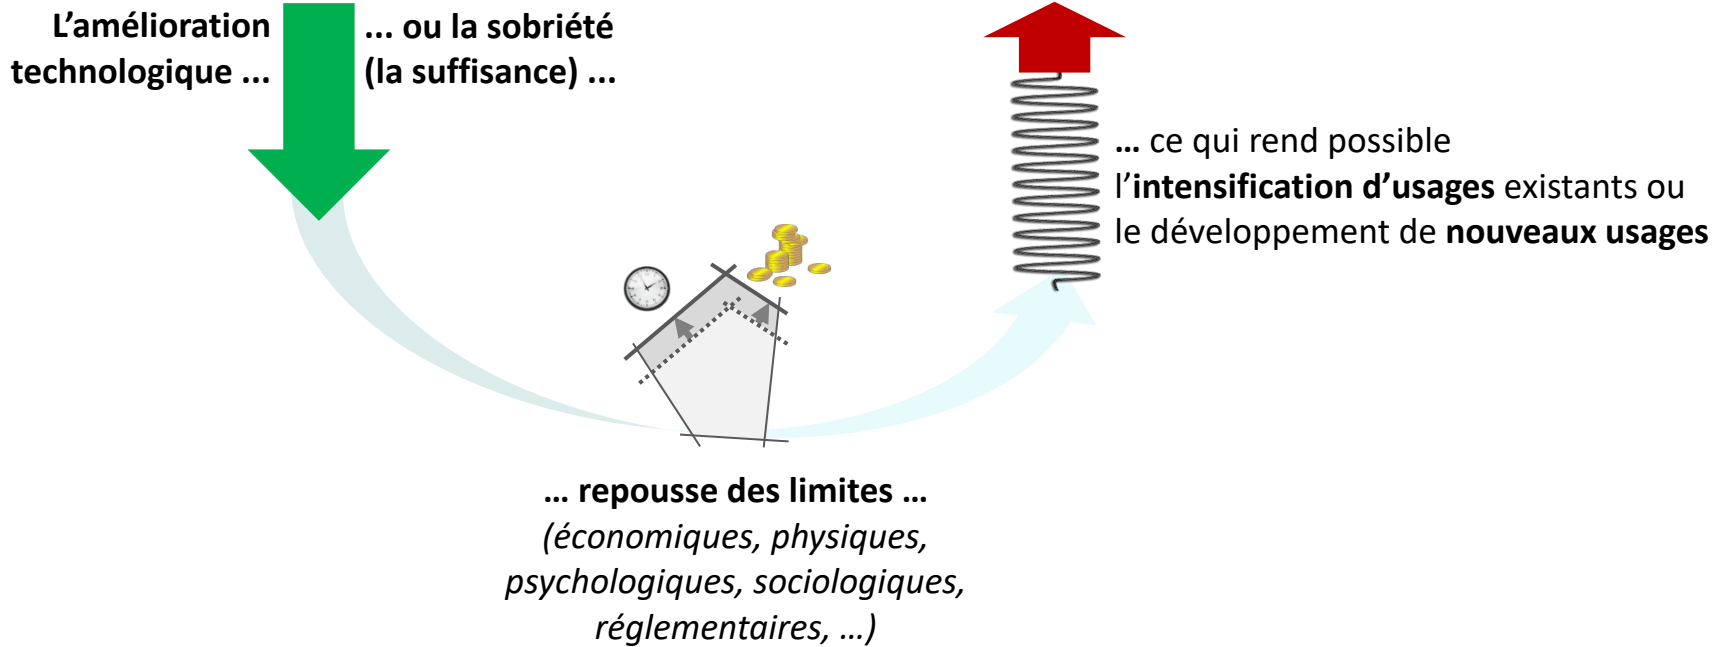 L’amélioration
technologique ...
... ou la sobriété
(la suffisance) ...
… ce qui rend possible
l’intensification d’usages existants ou
le développement de nouveaux usages
… repousse des limites …
(économiques, physiques,
psychologiques, sociologiques,
réglementaires, …)